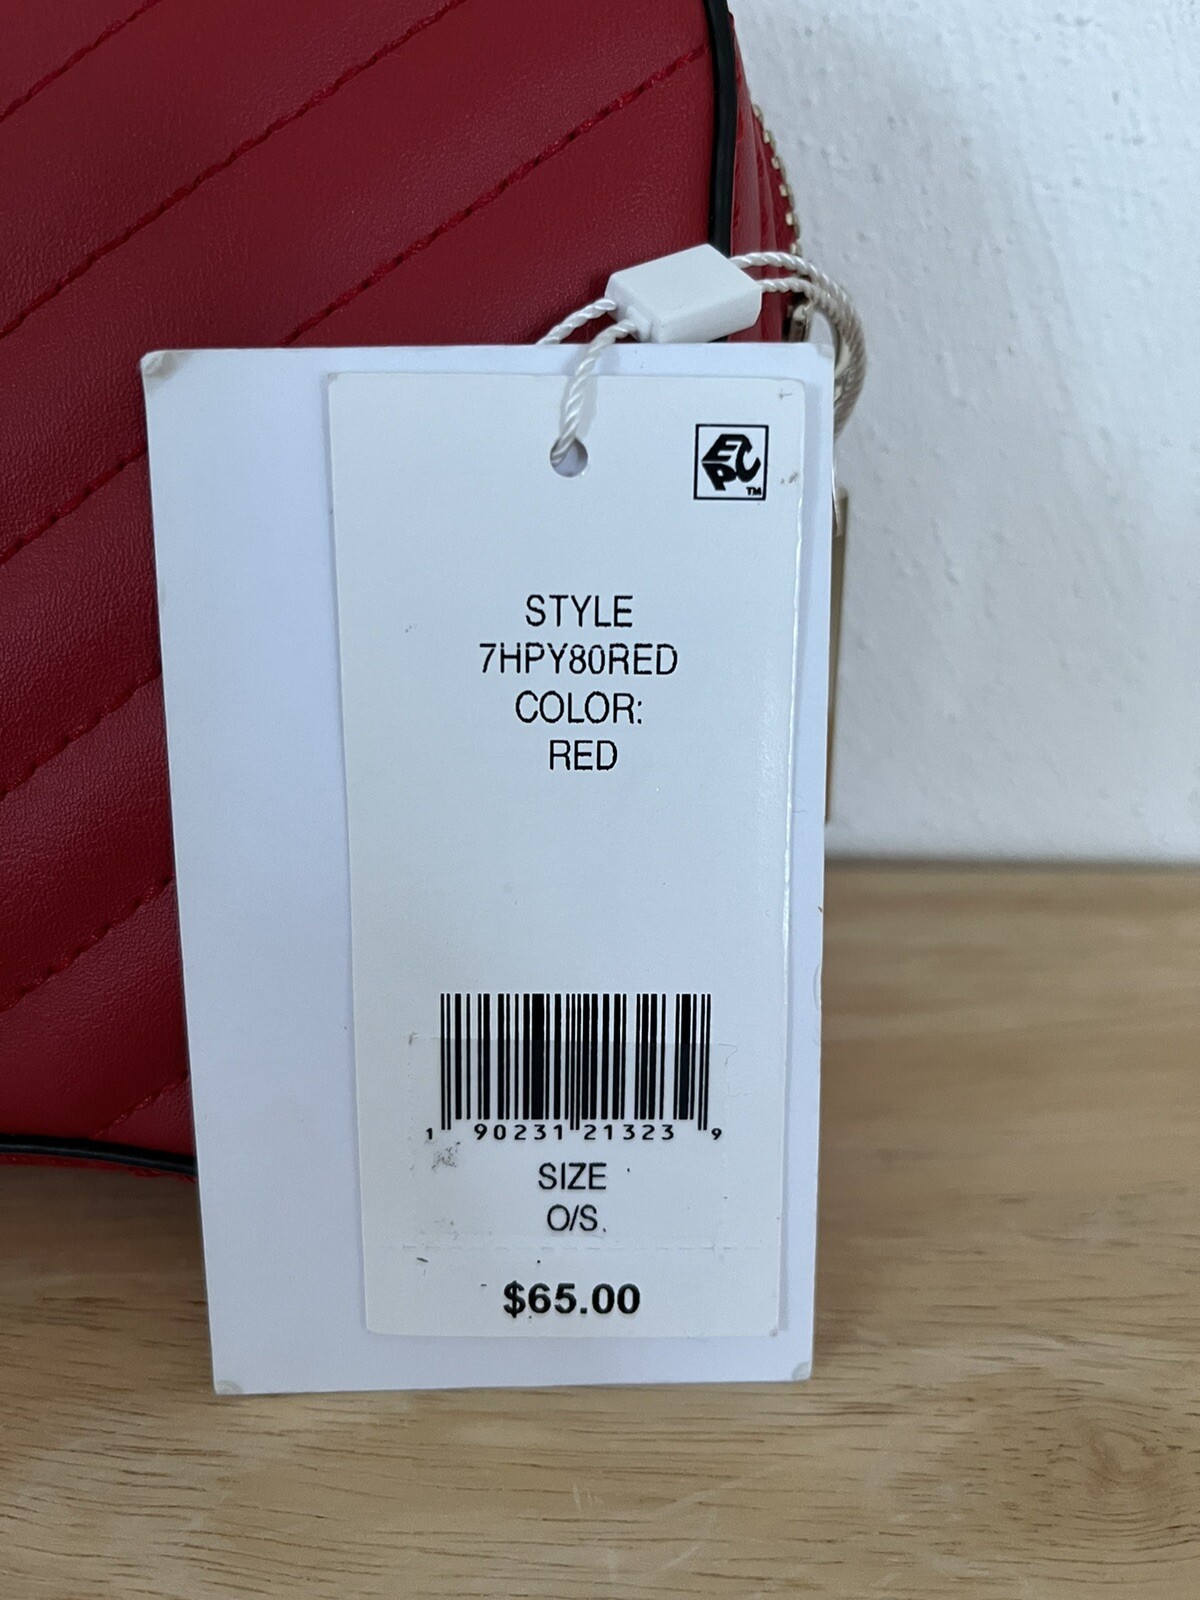 EPC
TM
STYLE
7HPY80RED
COLOR:
RED
1 90231 21323 9
SIZE
O/S.
$65.00